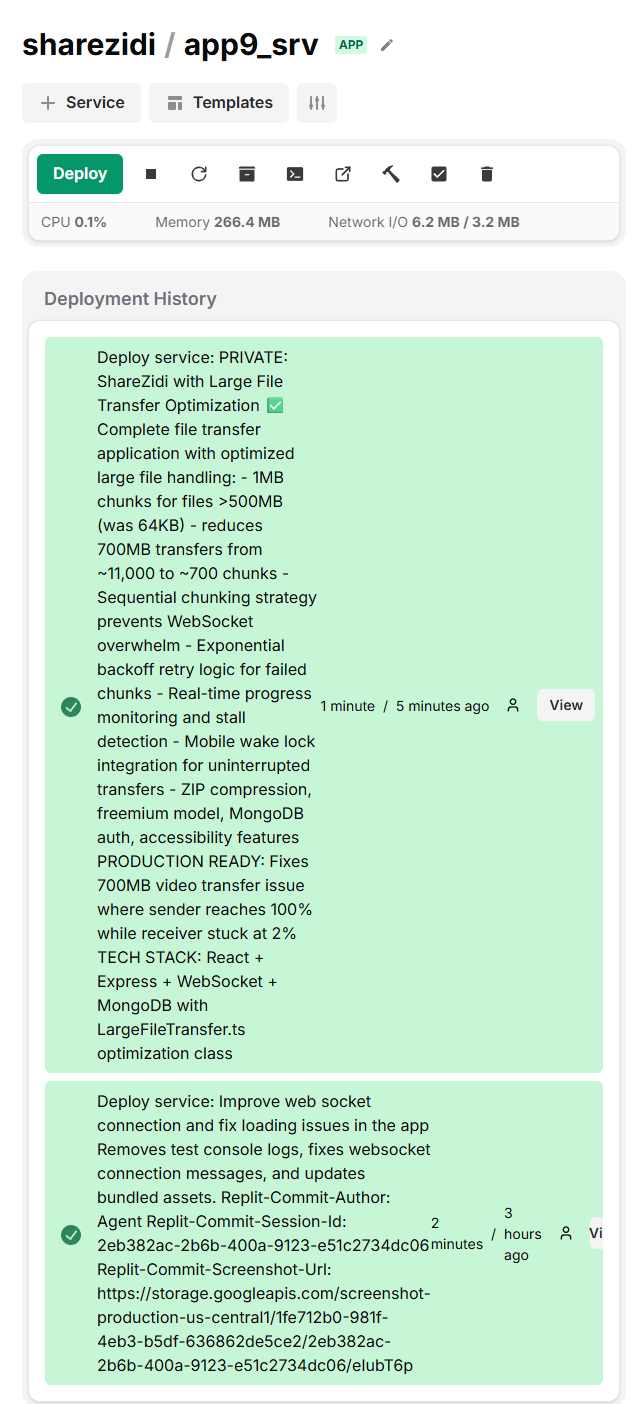 sharezidi / app9_srv APP
Service
Templates
Deploy
CPU 0.1% Memory 266.4 MB Network I/O 6.2 MB / 3.2 MB
Deployment History
Deploy service: PRIVATE:
ShareZidi with Large File
Transfer Optimization ✅
Complete file transfer
application with optimized
large file handling: - 1MB
chunks for files >500MB
(was 64KB) - reduces
700MB transfers from
~11,000 to ~700 chunks -
Sequential chunking strategy
prevents WebSocket
overwhelm - Exponential
backoff retry logic for failed
chunks - Real-time progress
monitoring and stall
detection - Mobile wake lock
integration for uninterrupted
transfers - ZIP compression,
freemium model, MongoDB
auth, accessibility features
PRODUCTION READY: Fixes
700MB video transfer issue
where sender reaches 100%
while receiver stuck at 2%
TECH STACK: React +
Express + WebSocket +
MongoDB with
LargeFileTransfer.ts
optimization class
1 minute / 5 minutes ago
View
Deploy service: Improve web socket
connection and fix loading issues in the app
Removes test console logs, fixes websocket
connection messages, and updates
bundled assets. Replit-Commit-Author:
Agent Replit-Commit-Session-Id:
2eb382ac-2b6b-400a-9123-e51c2734dc06
Replit-Commit-Screenshot-Url:
https://storage.googleapis.com/screenshot-
production-us-central1/1fe712b0-981f-
4eb3-b5df-636862de5ce2/2eb382ac-
2b6b-400a-9123-e51c2734dc06/eIubT6p
2
minutes
/
3
hours
ago
Vi